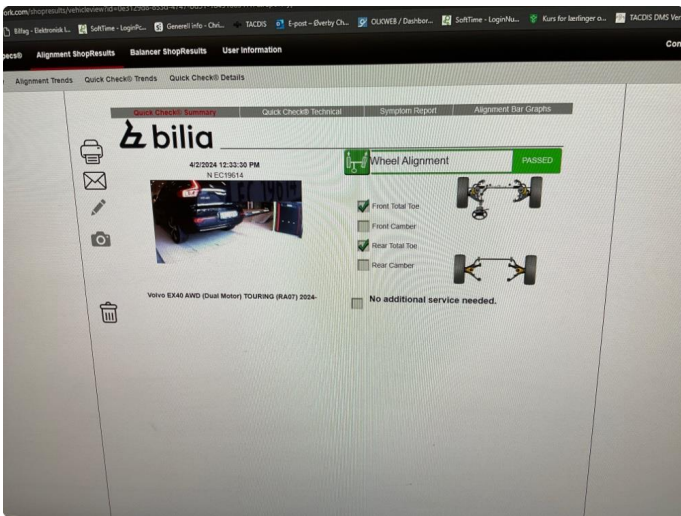 Bilfag - Elektronisk L...
SoftTime - LoginPc...
Generell info - Chri...
TACDIS
E-post – Øverby Ch...
OUKWEB / Dashbor...
SoftTime - LoginNu...
Kurs for lærlinger o...
TACDIS DMS Ver
pecs®
Alignment ShopResults
Balancer ShopResults
User Information
Con
Alignment Trends
Quick Check® Trends
Quick Check® Details
Quick Check® Summary
Quick Check® Technical
Symptom Report
Alignment Bar Graphs
bilia
4/2/2024 12:33:30 PM
N EC19614
Wheel Alignment
PASSED
Front Total Toe
Front Camber
Rear Total Toe
Rear Camber
Volvo EX40 AWD (Dual Motor) TOURING (RA07) 2024-
No additional service needed.